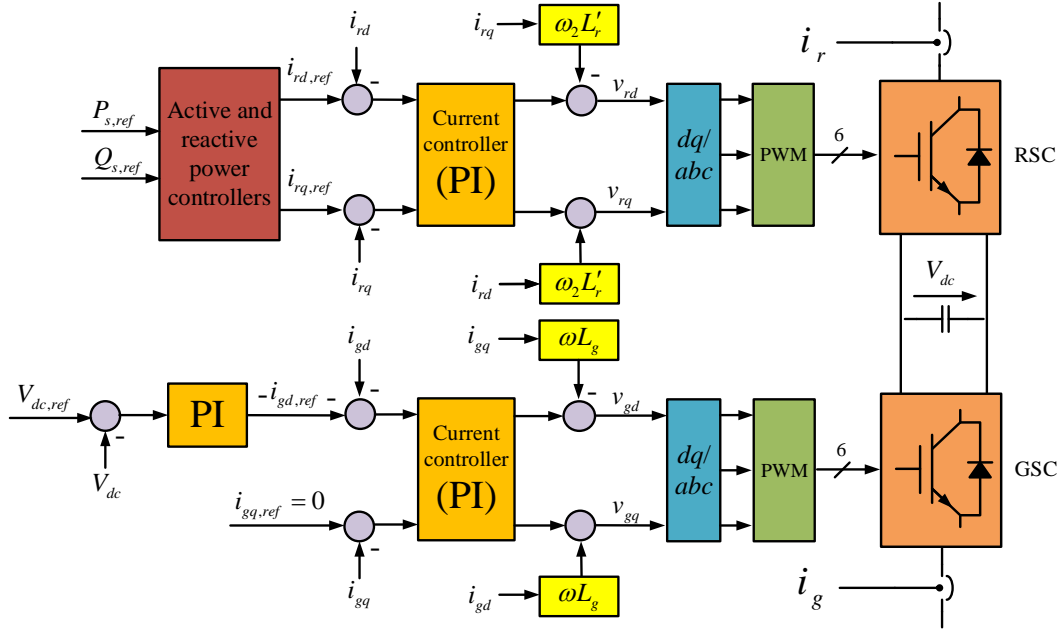 i_rd
i_rq
ω₂L′_r
i_r
-
-
i_rd,ref
v_rd
P_s,ref
Q_s,ref
Active and
reactive
power
controllers
Current
controller
(PI)
dq/
abc
PWM
6
RSC
i_rq,ref
v_rq
-
i_rq
i_rd
ω₂L′_r
V_dc
i_gd
i_gq
ωL_g
-
-
V_dc,ref
PI
-i_gd,ref
-
v_gd
-
V_dc
Current
controller
(PI)
dq/
abc
PWM
6
GSC
i_gq,ref = 0
v_gq
-
i_gq
i_gd
ωL_g
i_g